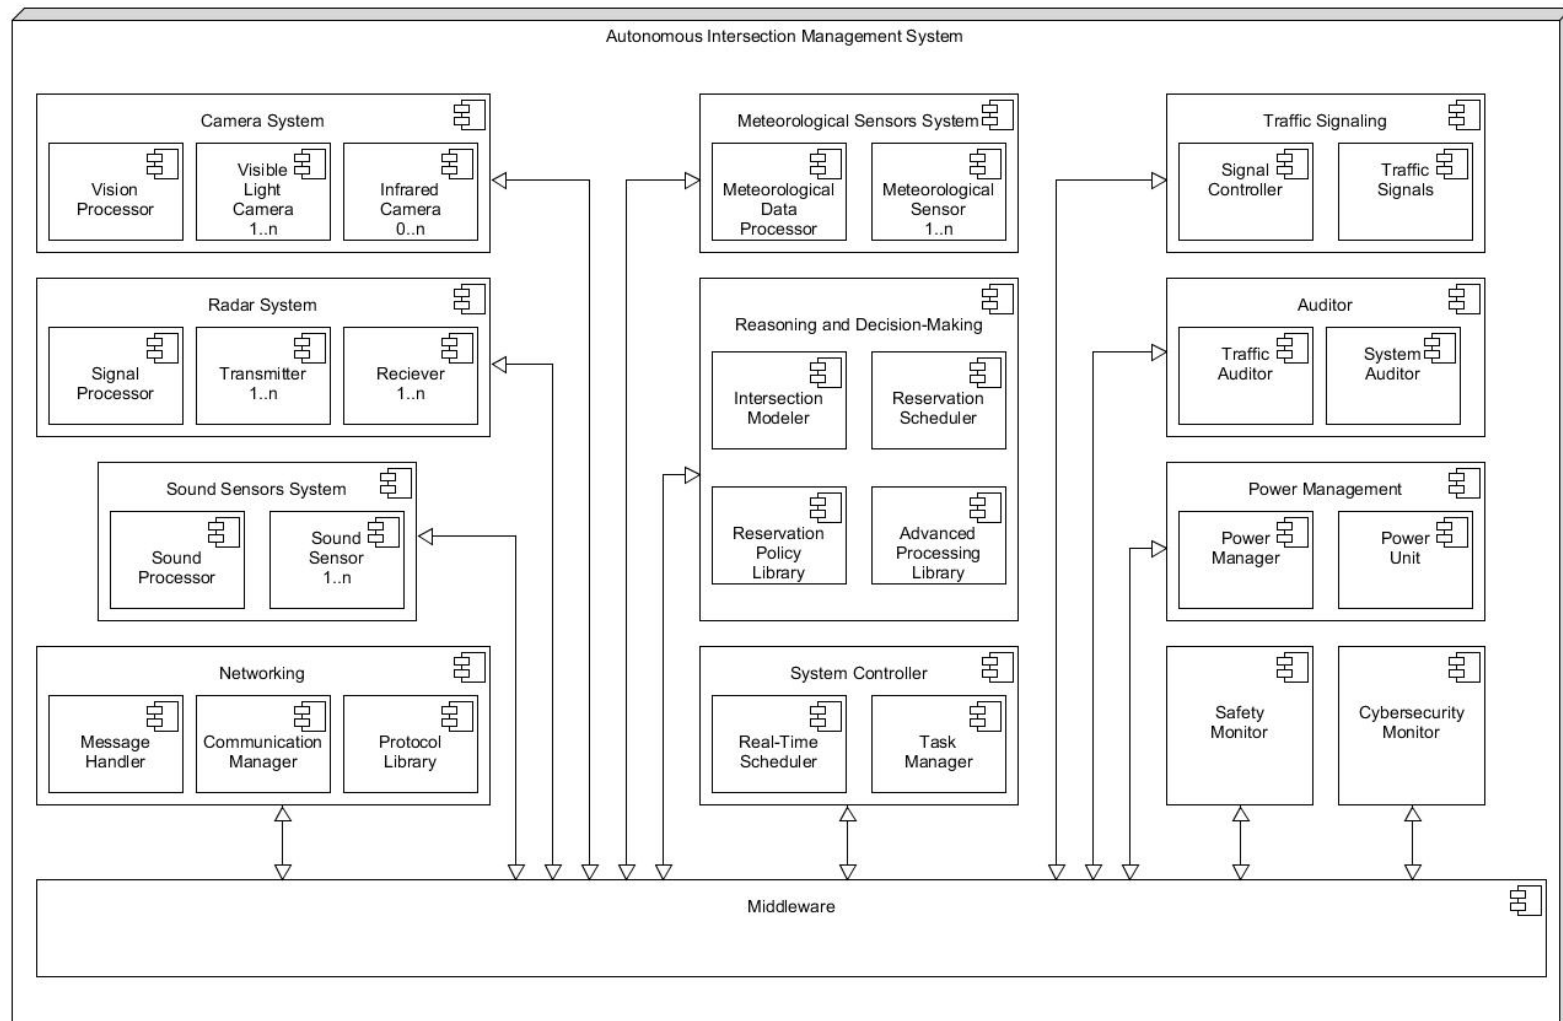 Autonomous Intersection Management System
Camera System
Vision
Processor
Visible
Light
Camera
1..n
Infrared
Camera
0..n
Radar System
Signal
Processor
Transmitter
1..n
Reciever
1..n
Sound Sensors System
Sound
Processor
Sound
Sensor
1..n
Networking
Message
Handler
Communication
Manager
Protocol
Library
Meteorological Sensors System
Meteorological
Data
Processor
Meteorological
Sensor
1..n
Reasoning and Decision-Making
Intersection
Modeler
Reservation
Scheduler
Reservation
Policy
Library
Advanced
Processing
Library
System Controller
Real-Time
Scheduler
Task
Manager
Traffic Signaling
Signal
Controller
Traffic
Signals
Auditor
Traffic
Auditor
System
Auditor
Power Management
Power
Manager
Power
Unit
Safety
Monitor
Cybersecurity
Monitor
Middleware